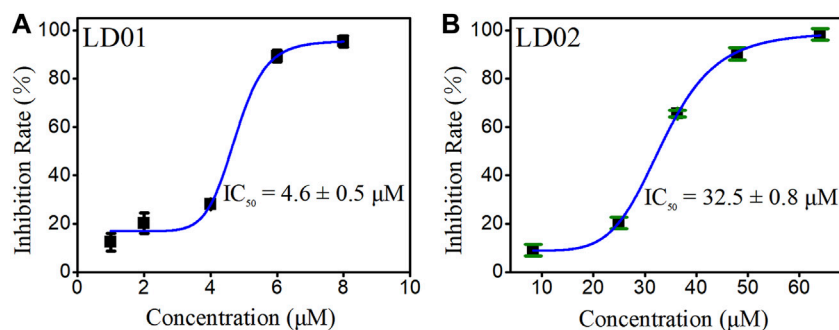 A
LD01
Inhibition Rate (%)
100
80
60
40
20
0
IC50 = 4.6 ± 0.5 μM
0 2 4 6 8 10
Concentration (μM)
B
LD02
Inhibition Rate (%)
100
80
60
40
20
0
IC50 = 32.5 ± 0.8 μM
10 20 30 40 50 60
Concentration (μM)